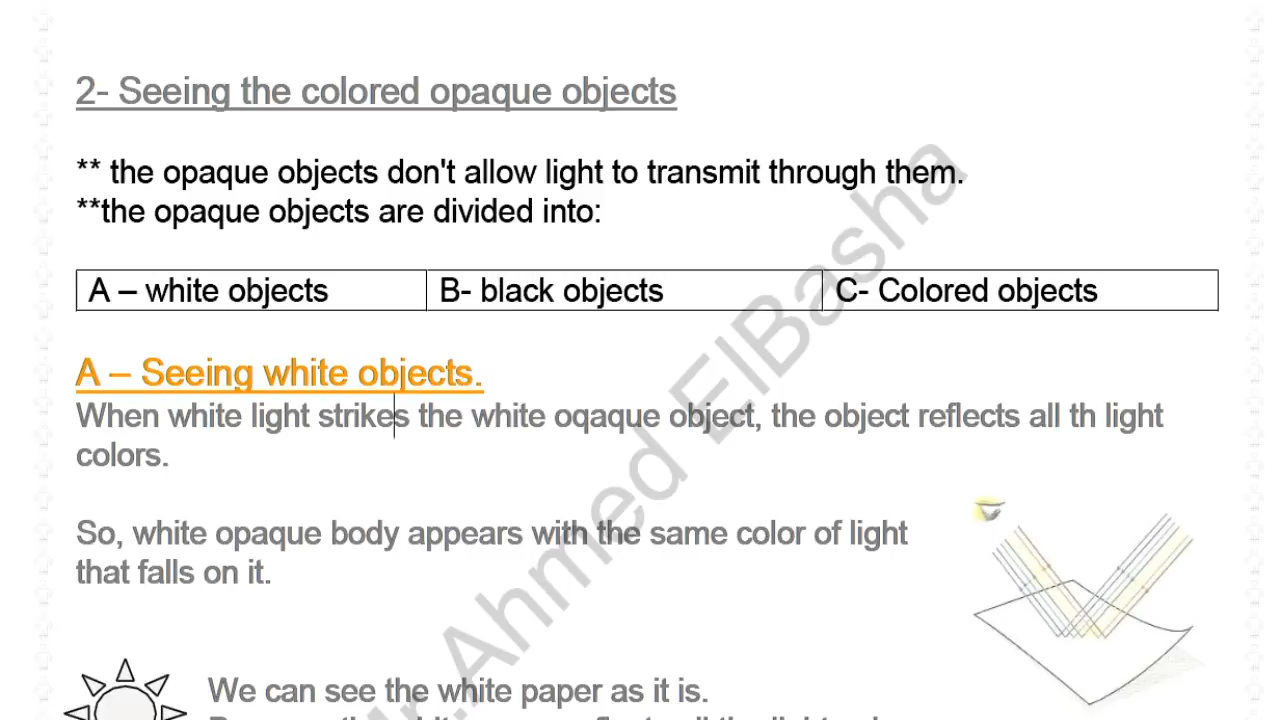 2- Seeing the colored opaque objects
** the opaque objects don't allow light to transmit through them.
**the opaque objects are divided into:
A – white objects
B- black objects
C- Colored objects
A – Seeing white objects.
When white light strikes the white oqaque object, the object reflects all th light
colors.
So, white opaque body appears with the same color of light
that falls on it.
We can see the white paper as it is.
Mr.Ahmed ElBasha